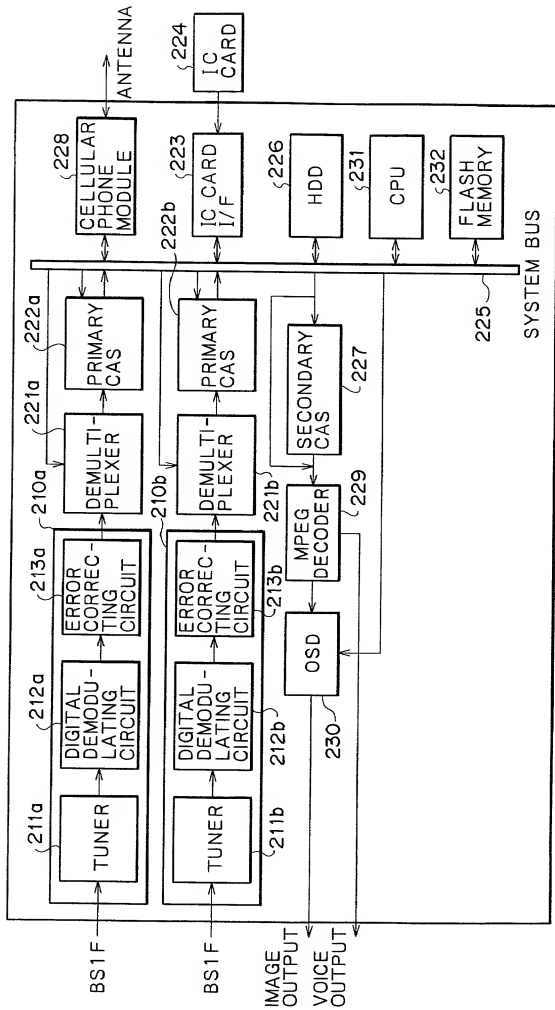 BS1F
211a
TUNER
212a
DIGITAL
DEMODU-
LATING
CIRCUIT
213a
ERROR
CORREC-
TING
CIRCUIT
210a
221a
DEMULTI-
PLEXER
222a
PRIMARY
CAS
228
CELLULAR
PHONE
MODULE
ANTENNA
BS1F
TUNER
211b
DIGITAL
DEMODU-
LATING
CIRCUIT
212b
ERROR
CORREC-
TING
CIRCUIT
213b
210b
DEMULTI-
PLEXER
221b
PRIMARY
CAS
222b
223
IC CARD
I/F
224
IC
CARD
IMAGE
OUTPUT
VOICE
OUTPUT
OSD
230
MPEG
DECODER
229
SECONDARY
CAS
227
226
HDD
231
CPU
232
FLASH
MEMORY
225
SYSTEM BUS